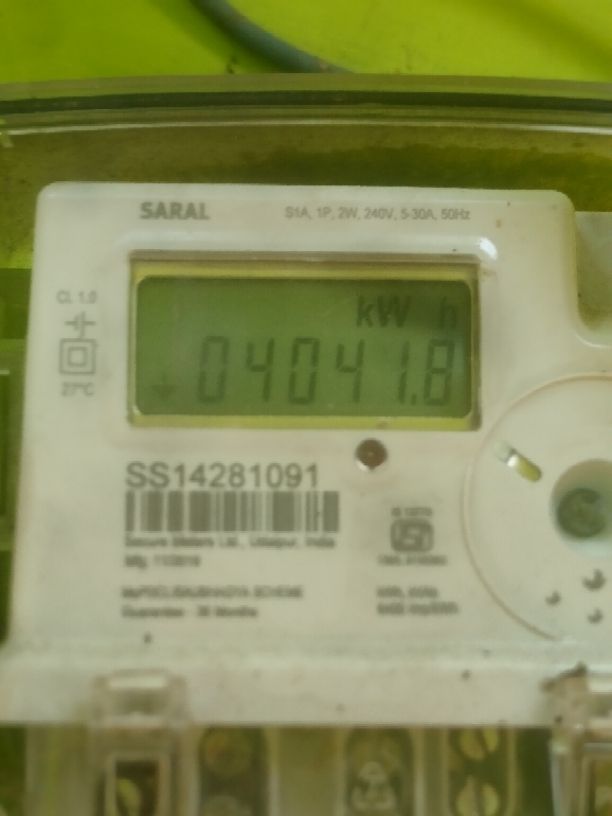 SARAL
S1A, 1P, 2W, 240V, 5-30A, 50Hz
CL 1.0
kW h
04041.8
27°C
SS14281091
Secure Meters Ltd., Udaipur, India
Guarantee - 36 Months